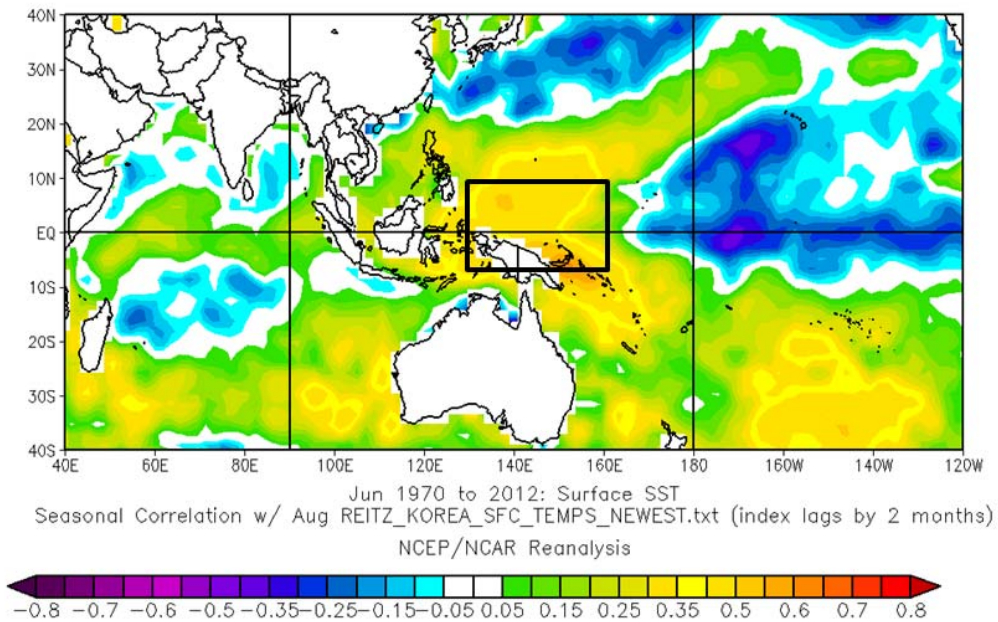 40N
30N
20N
10N
EQ
10S
20S
30S
40S
40E 60E 80E 100E 120E 140E 160E 180 160W 140W 120W
Jun 1970 to 2012: Surface SST
Seasonal Correlation w/ Aug REITZ_KOREA_SFC_TEMPS_NEWEST.txt (index lags by 2 months)
NCEP/NCAR Reanalysis
-0.8 -0.7 -0.6 -0.5 -0.35 -0.25 -0.15 -0.05 0.05 0.15 0.25 0.35 0.5 0.6 0.7 0.8